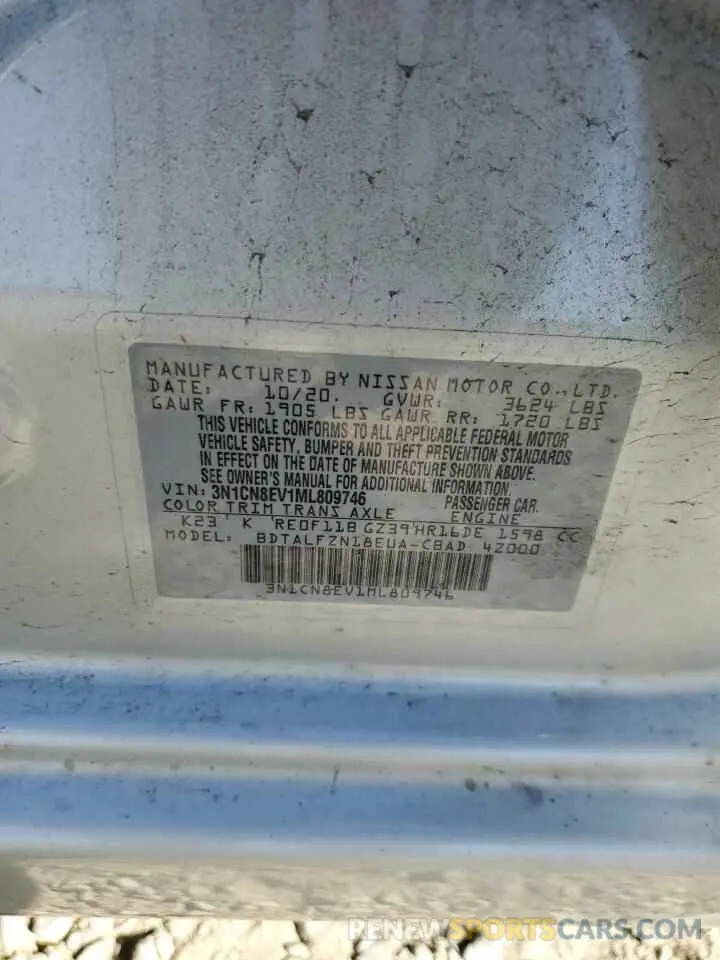 MANUFACTURED BY NISSAN MOTOR CO., LTD.
DATE: 10/20. GVWR: 3624 LBS
GAWR FR: 1905 LBS GAWR RR: 1720 LBS
THIS VEHICLE CONFORMS TO ALL APPLICABLE FEDERAL MOTOR
VEHICLE SAFETY, BUMPER AND THEFT PREVENTION STANDARDS
IN EFFECT ON THE DATE OF MANUFACTURE SHOWN ABOVE.
SEE OWNER'S MANUAL FOR ADDITIONAL INFORMATION.
VIN: 3N1CN8EV1ML809746 PASSENGER CAR.
COLOR TRIM TRANS AXLE ENGINE
K23 K RE0F11B GZ39 HR16DE 1598 CC
MODEL: BDTALFZN18EUA-CBAD 4Z000
3N1CN8EV1ML809746
RENEWSPORTSCARS.COM